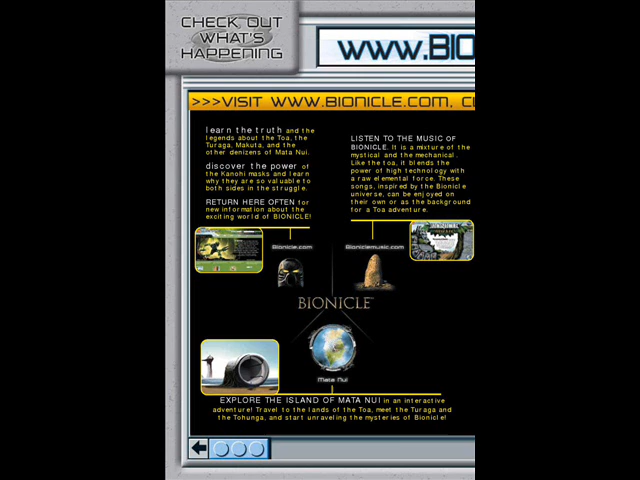 CHECK OUT
WHAT'S
HAPPENING
WWW.BIO
>>>VISIT WWW.BIONICLE.COM, C
learn the truth and the
legends about the Toa, the
Turaga, Makuta, and the
other denizens of Mata Nui.
discover the power of
the Kanohi masks and learn
why they are so valuable to
both sides in the struggle.
RETURN HERE OFTEN for
new information about the
exciting world of BIONICLE!
LISTEN TO THE MUSIC OF
BIONICLE. It is a mixture of the
mystical and the mechanical.
Like the toa, it blends the
power of high technology with
a raw elemental force. These
songs, inspired by the Bionicle
universe, can be enjoyed on
their own or as the background
for a Toa adventure.
Bionicle.com
Bioniclemusic.com
BIONICLE
Mata Nui
EXPLORE THE ISLAND OF MATA NUI in an interactive
adventure! Travel to the lands of the Toa, meet the Turaga and
the Tohunga, and start unraveling the mysteries of Bionicle!